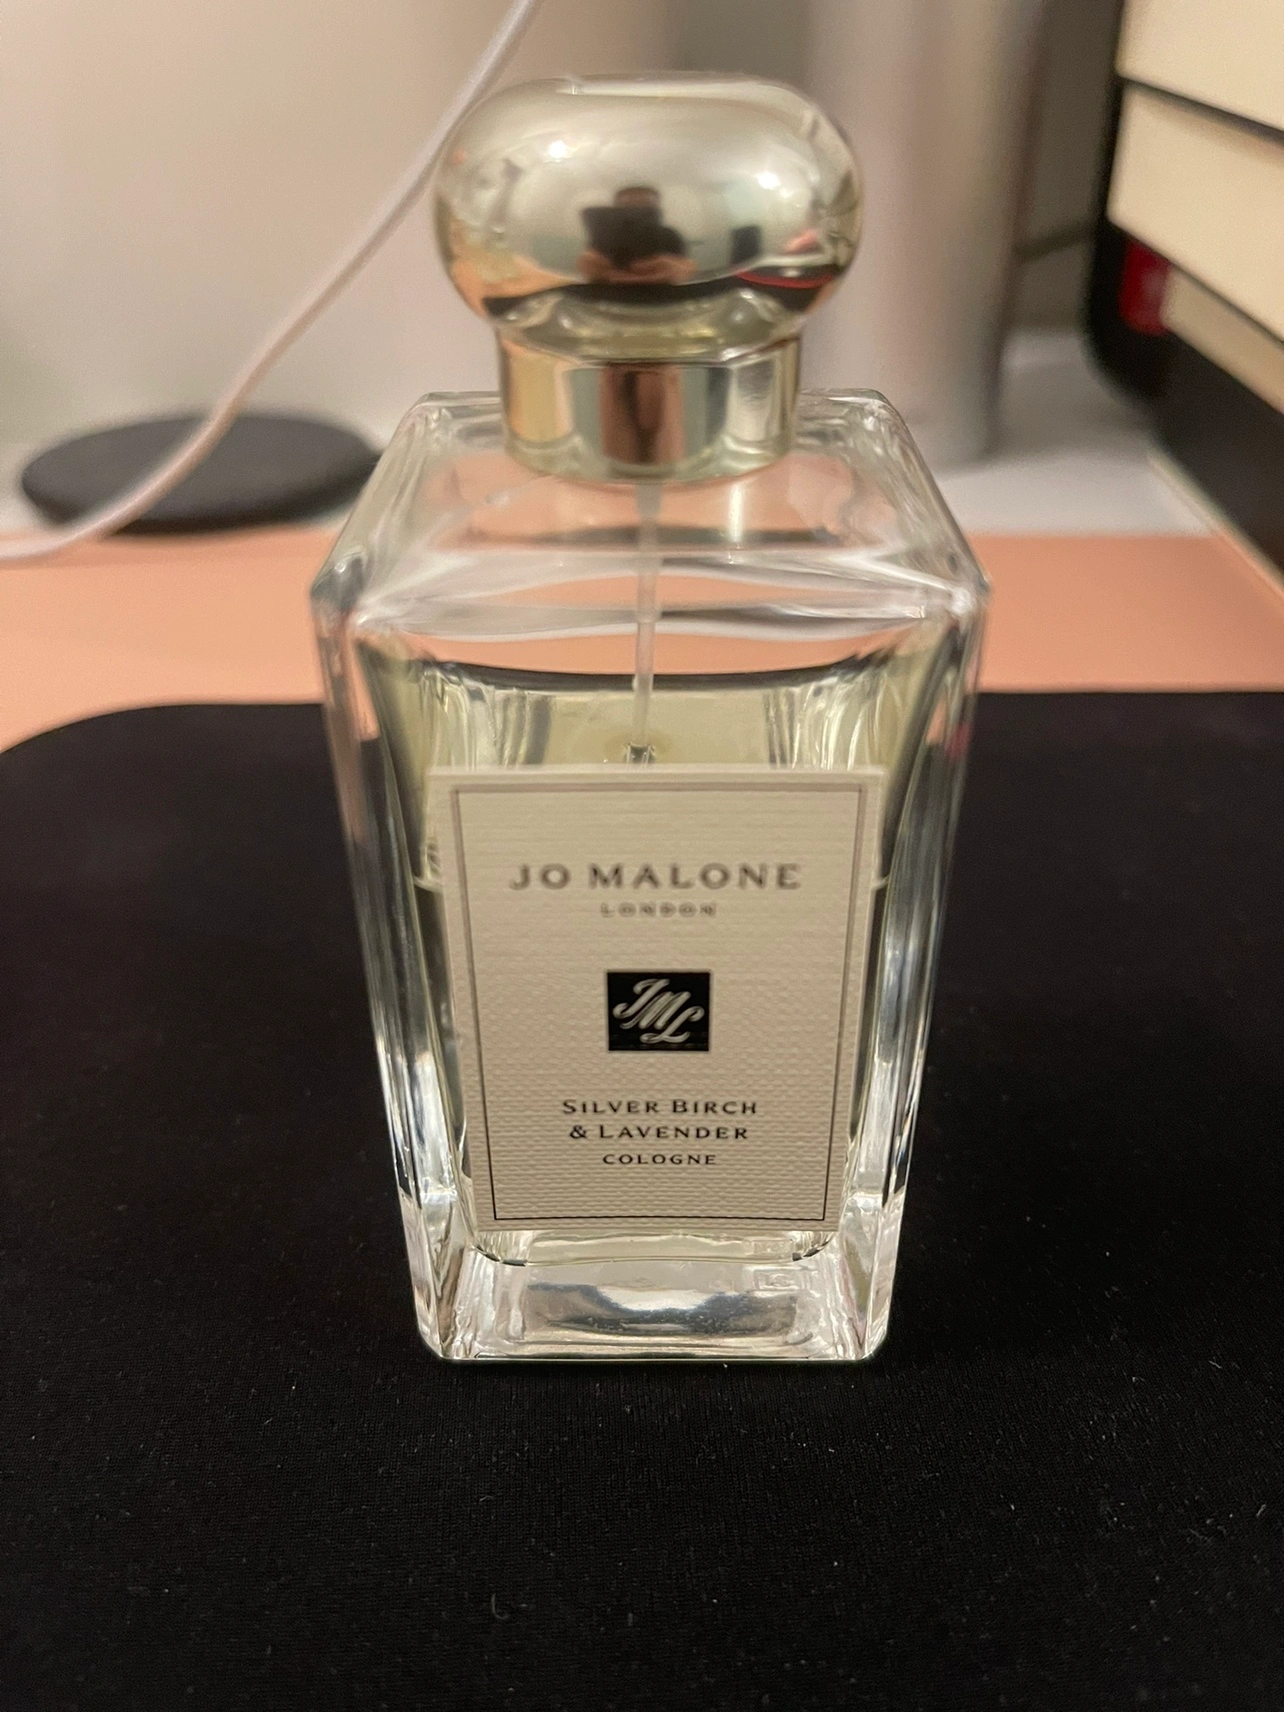 JO MALONE
LONDON
JML
SILVER BIRCH
& LAVENDER
COLOGNE